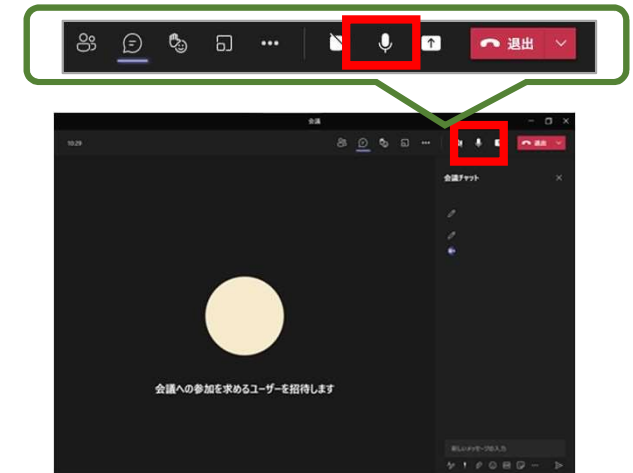 退出
会議
10:29
退出
会議チャット
会議への参加を求めるユーザーを招待します
新しいメッセージの入力